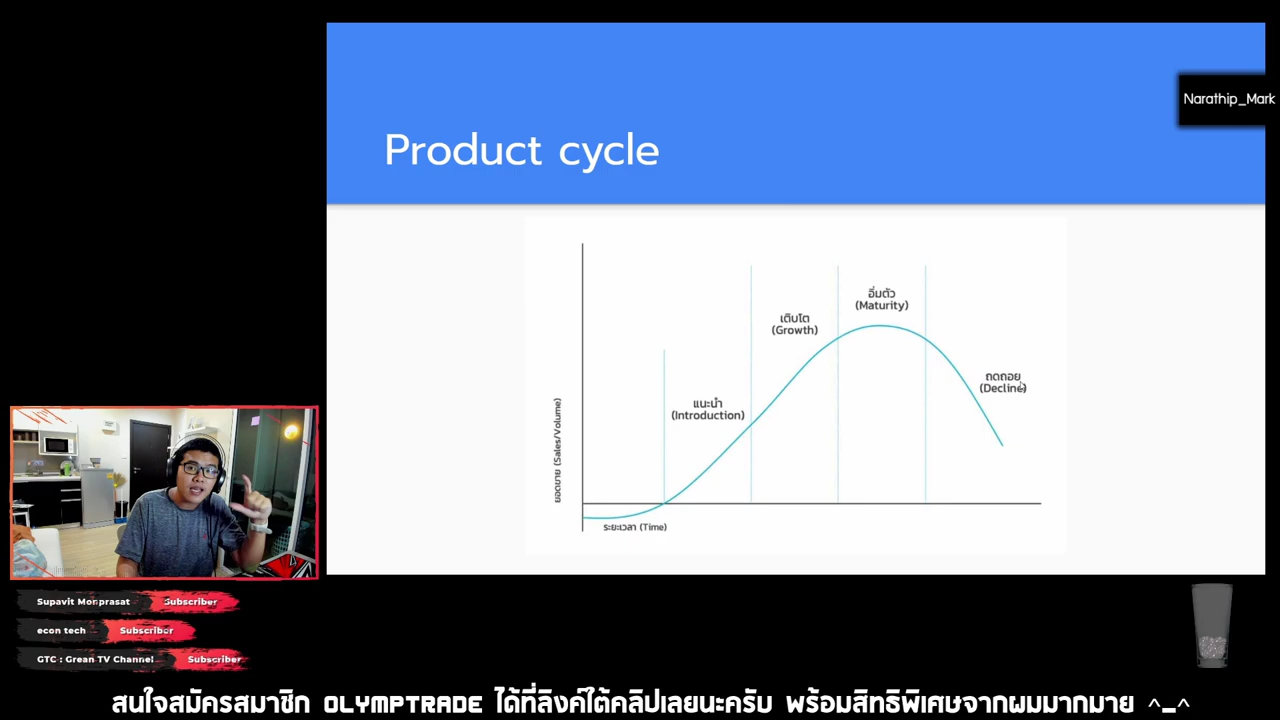 Narathip_Mark
Product cycle
อิ่มตัว
(Maturity)
เติบโต
(Growth)
ถดถอย
(Decline)
แนะนำ
(Introduction)
ยอดขาย (Sales/Volume)
ระยะเวลา (Time)
Supavit Monprasat Subscriber
econ tech Subscriber
GTC : Grean TV Channel Subscriber
สนใจสมัครสมาชิก OLYMPTRADE ได้ที่ลิงค์ใต้คลิปเลยนะครับ พร้อมสิทธิพิเศษจากผมมากมาย ^_^